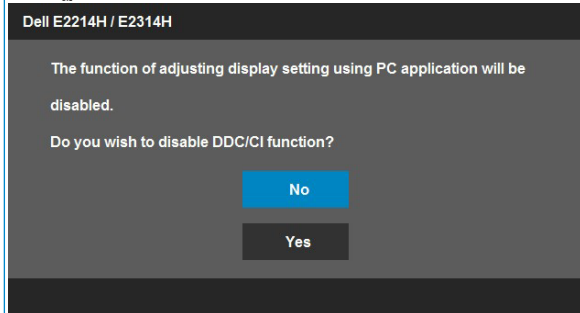 Dell E2214H / E2314H
The function of adjusting display setting using PC application will be
disabled.
Do you wish to disable DDC/CI function?
No
Yes